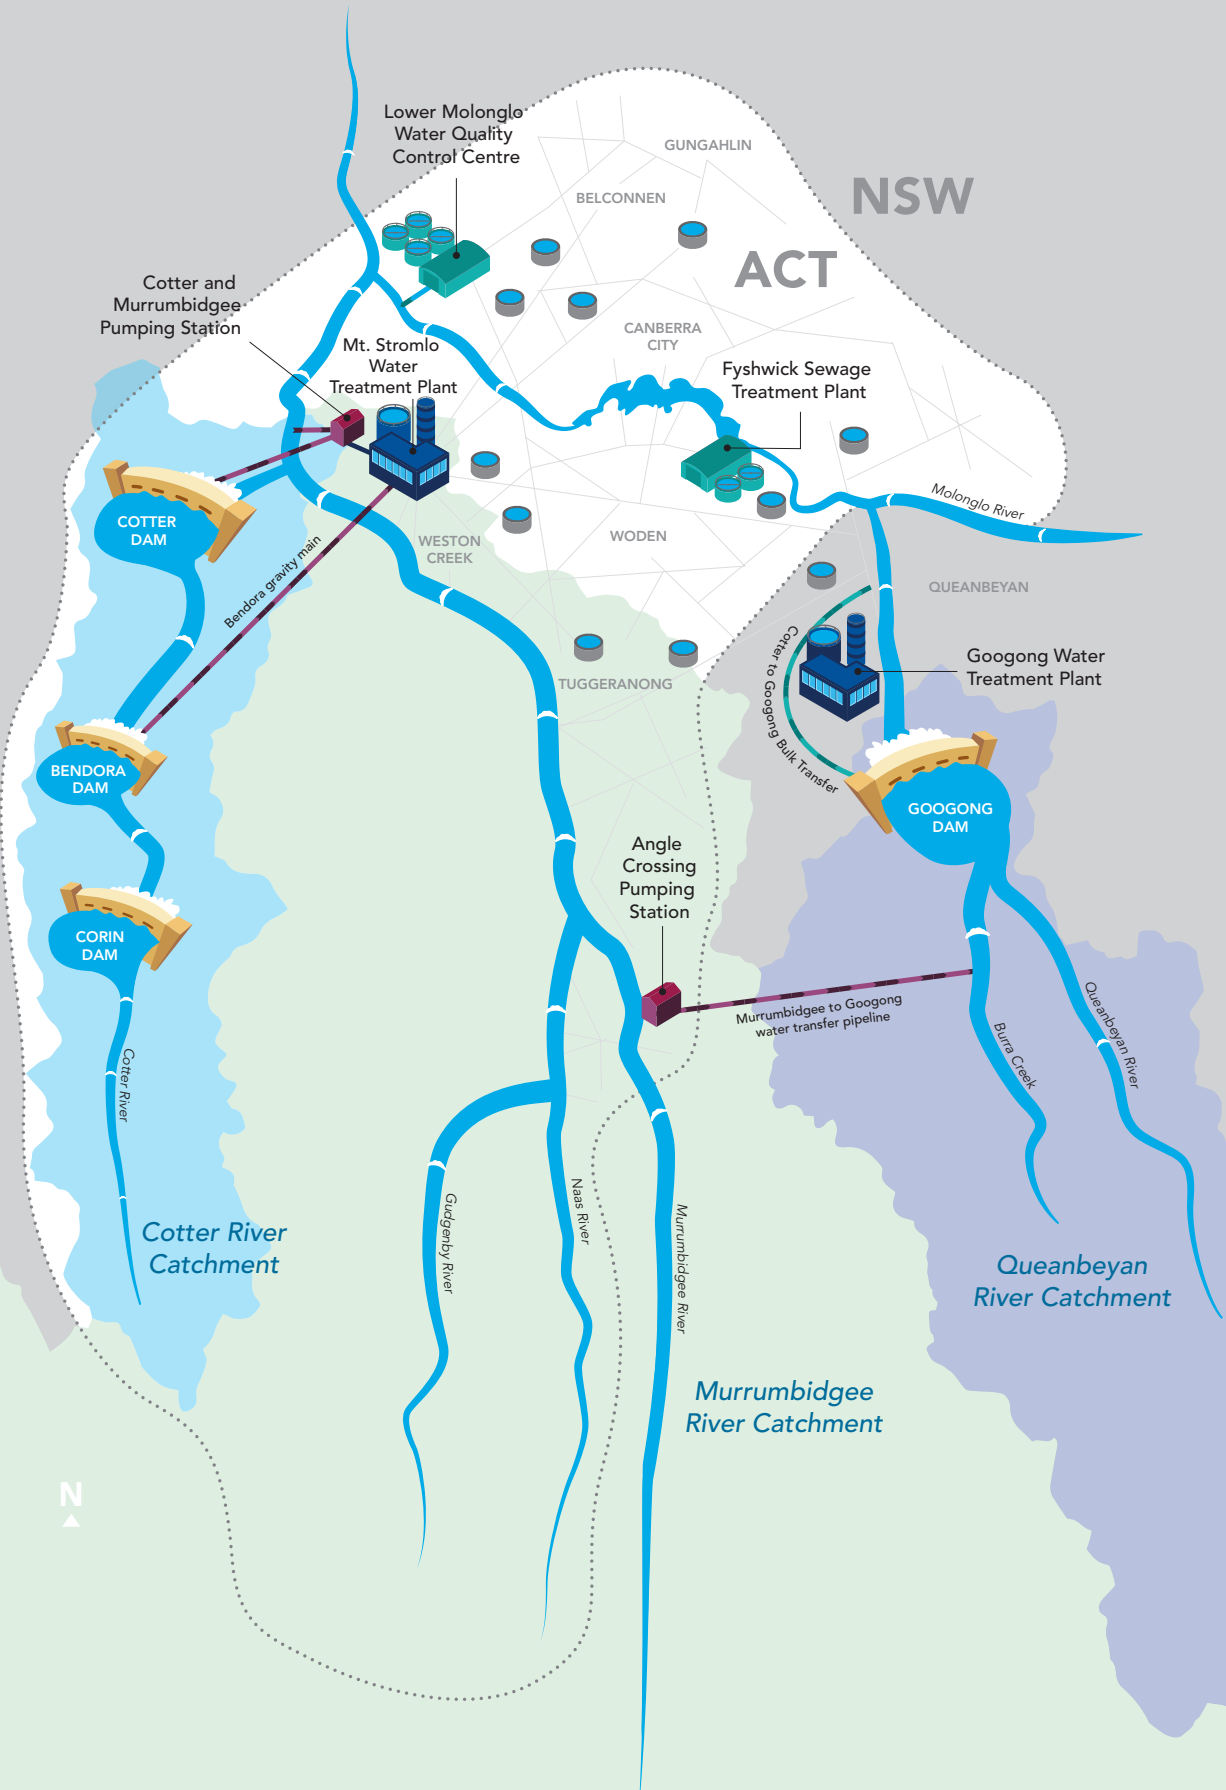 Lower Molonglo
Water Quality
Control Centre
GUNGAHLIN
BELCONNEN
NSW
ACT
Cotter and
Murrumbidgee
Pumping Station
CANBERRA
CITY
Mt. Stromlo
Water
Treatment Plant
Fyshwick Sewage
Treatment Plant
Molonglo River
COTTER
DAM
WESTON
CREEK
WODEN
Bendora gravity main
QUEANBEYAN
Cotter to Googong Bulk Transfer
Googong Water
Treatment Plant
TUGGERANONG
BENDORA
DAM
GOOGONG
DAM
Angle
Crossing
Pumping
Station
CORIN
DAM
Murrumbidgee to Googong
water transfer pipeline
Cotter River
Burra Creek
Queanbeyan River
Gudgenby River
Naas River
Murrumbidgee River
Cotter River
Catchment
Queanbeyan
River Catchment
Murrumbidgee
River Catchment
N